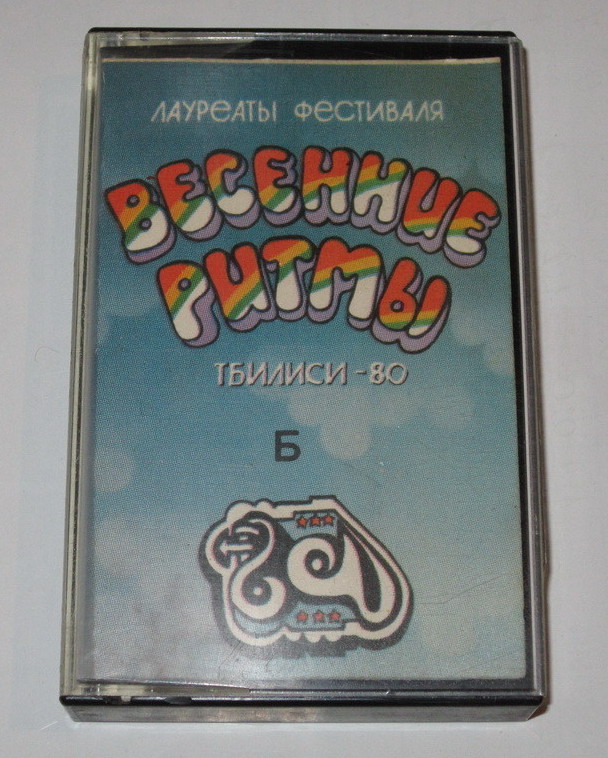 ЛАУРЕАТЫ ФЕСТИВАЛЯ
ВЕСЕННИЕ
РИТМЫ
ТБИЛИСИ-80
Б